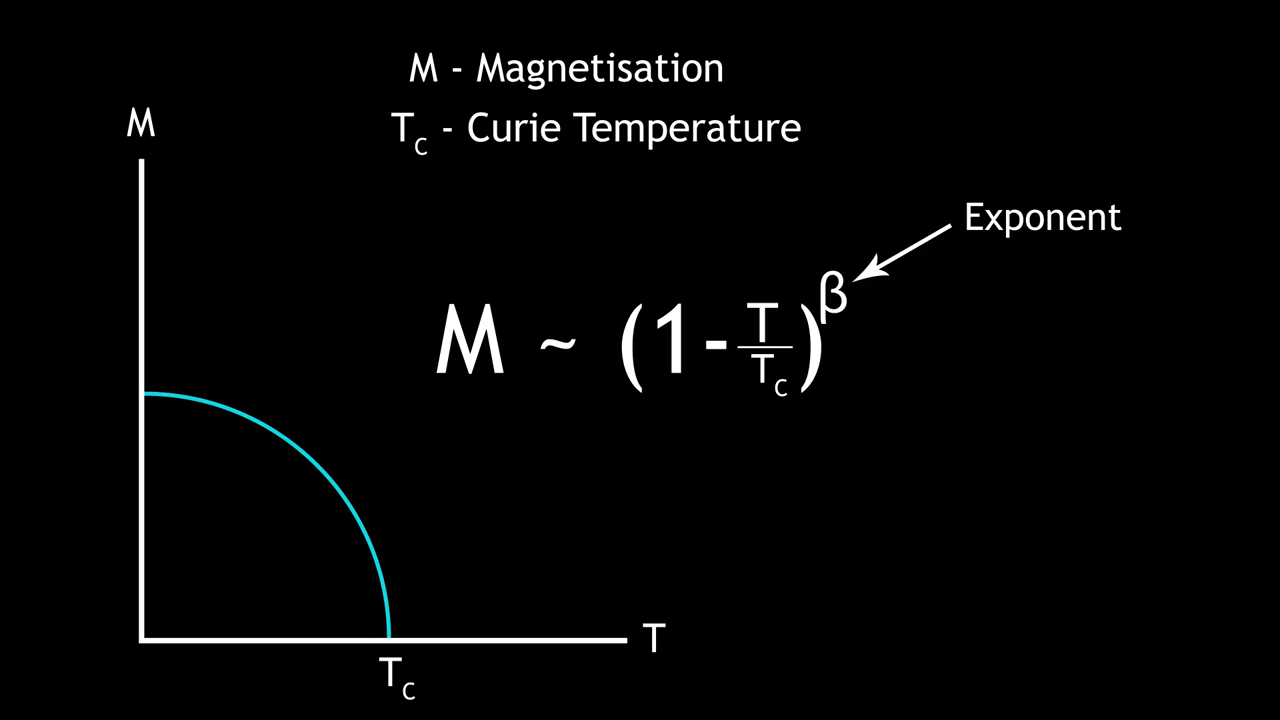 M - Magnetisation
T_C - Curie Temperature
M
Exponent
M ~ (1-T/T_C)^β
T
T_C